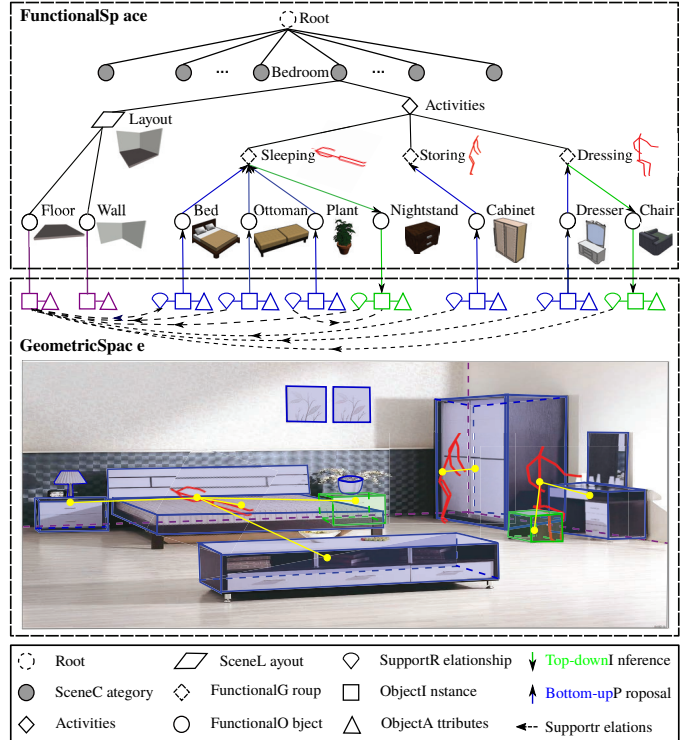 FunctionalSp ace
Root
... Bedroom ...
Activities
Layout
Sleeping Storing Dressing
Floor Wall Bed Ottoman Plant Nightstand Cabinet Dresser Chair
GeometricSpac e
Root SceneL ayout SupportR elationship Top-downI nference
SceneC ategory FunctionalG roup ObjectI nstance Bottom-upP roposal
Activities FunctionalO bject ObjectA ttributes Supportr elations